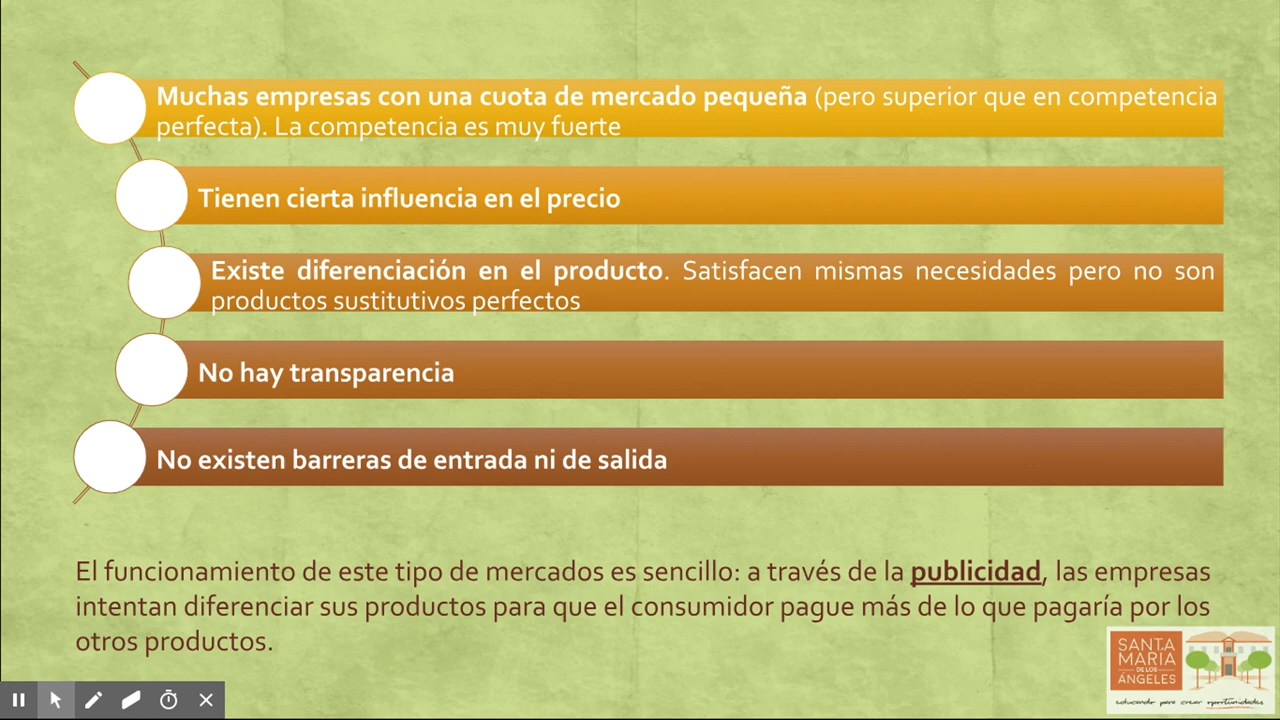 Muchas empresas con una cuota de mercado pequeña (pero superior que en competencia
perfecta). La competencia es muy fuerte
Tienen cierta influencia en el precio
Existe diferenciación en el producto. Satisfacen mismas necesidades pero no son
productos sustitutivos perfectos
No hay transparencia
No existen barreras de entrada ni de salida
El funcionamiento de este tipo de mercados es sencillo: a través de la publicidad, las empresas
intentan diferenciar sus productos para que el consumidor pague más de lo que pagaría por los
otros productos.
SANTA
MARIA
DE LOS
ÁNGELES
educando para crear oportunidades